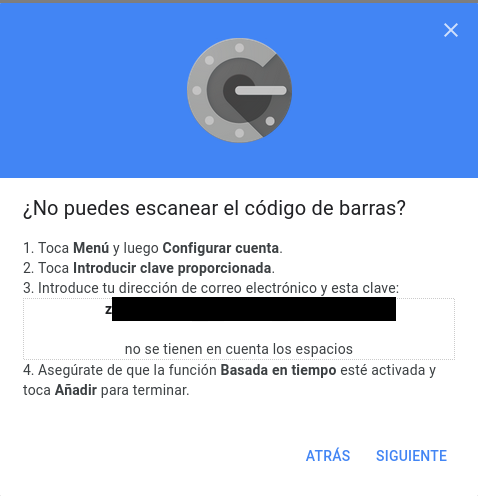 ¿No puedes escanear el código de barras?
1. Toca Menú y luego Configurar cuenta.
2. Toca Introducir clave proporcionada.
3. Introduce tu dirección de correo electrónico y esta clave:
z
no se tienen en cuenta los espacios
4. Asegúrate de que la función Basada en tiempo esté activada y
toca Añadir para terminar.
ATRÁS SIGUIENTE